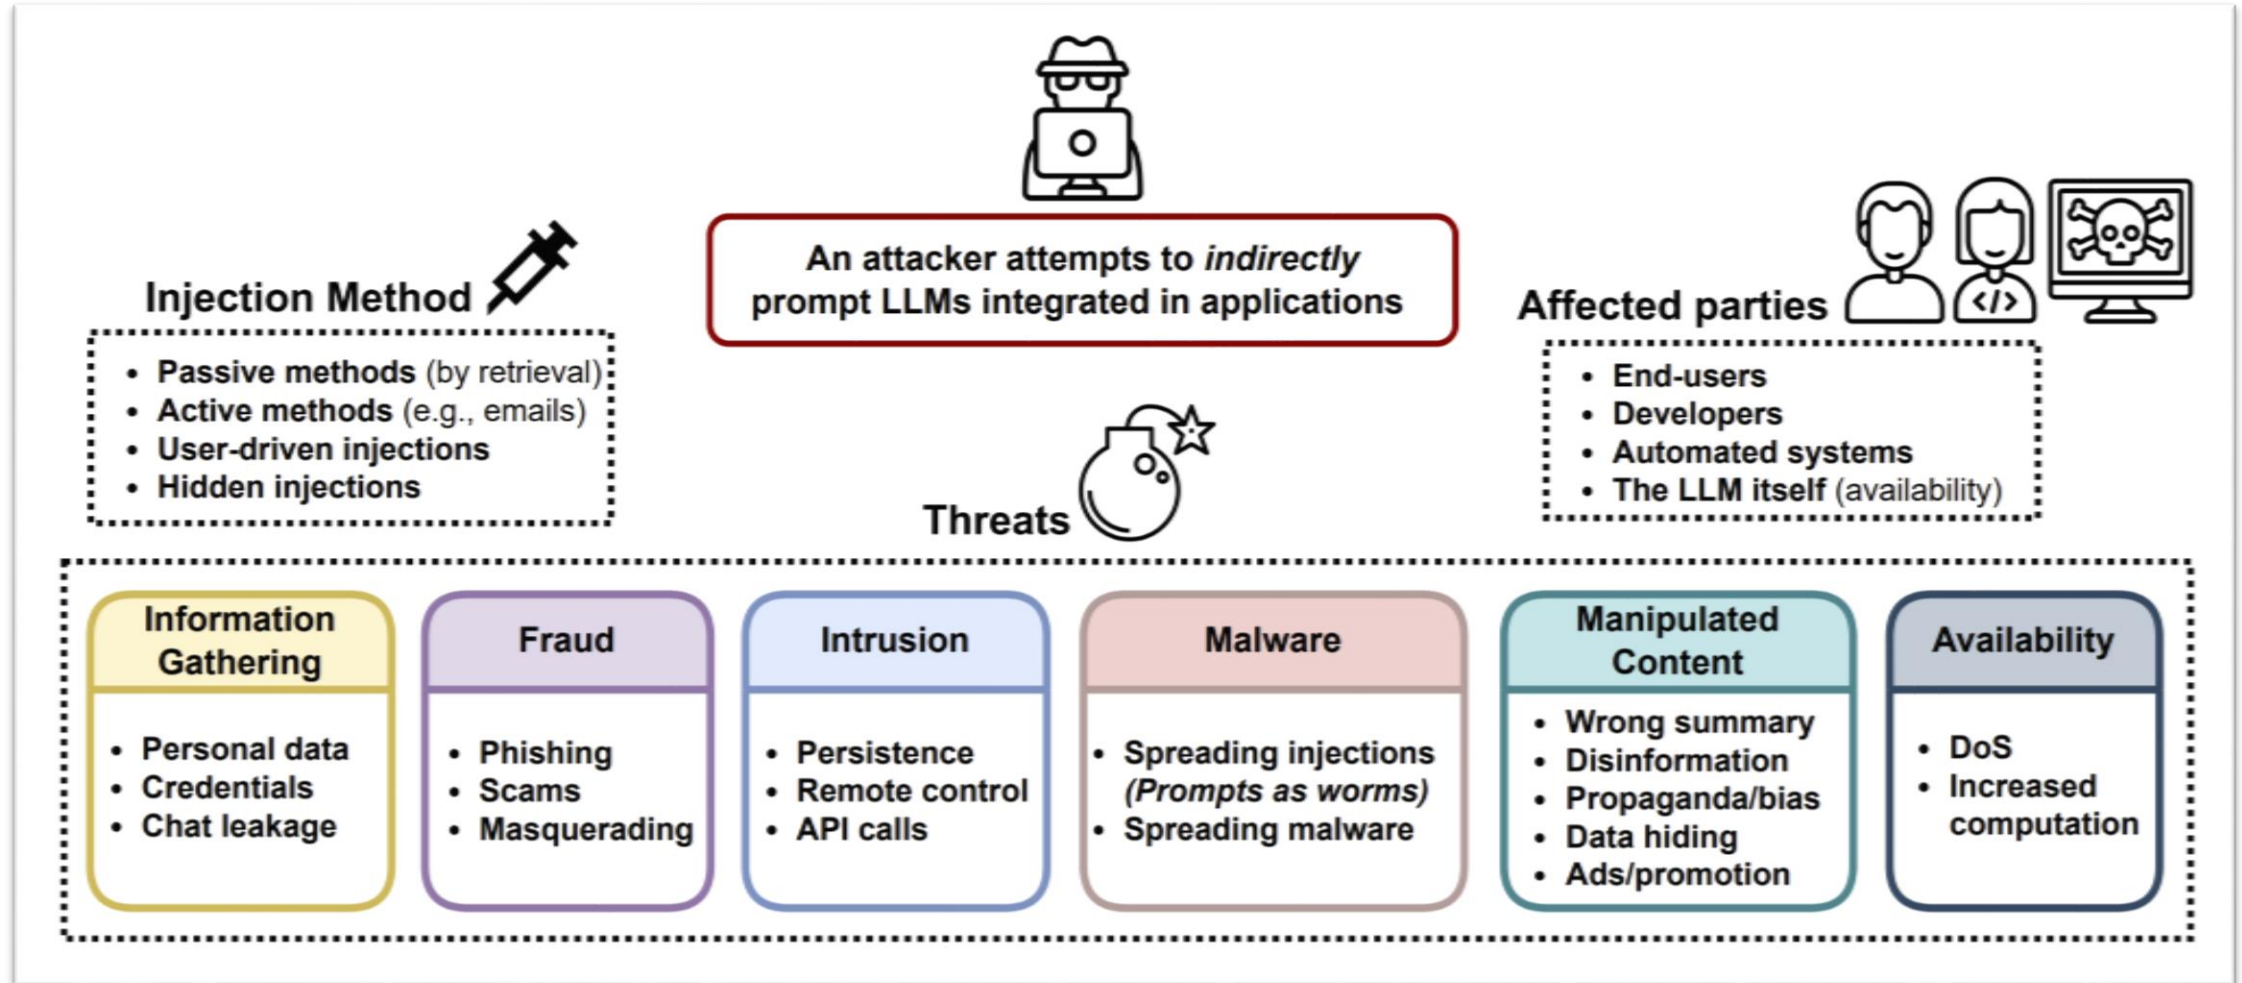 An attacker attempts to indirectly
prompt LLMs integrated in applications
Injection Method
• Passive methods (by retrieval)
• Active methods (e.g., emails)
• User-driven injections
• Hidden injections
Affected parties
</>
• End-users
• Developers
• Automated systems
• The LLM itself (availability)
Threats
Information
Gathering
• Personal data
• Credentials
• Chat leakage
Fraud
• Phishing
• Scams
• Masquerading
Intrusion
• Persistence
• Remote control
• API calls
Malware
• Spreading injections
(Prompts as worms)
• Spreading malware
Manipulated
Content
• Wrong summary
• Disinformation
• Propaganda/bias
• Data hiding
• Ads/promotion
Availability
• DoS
• Increased
computation